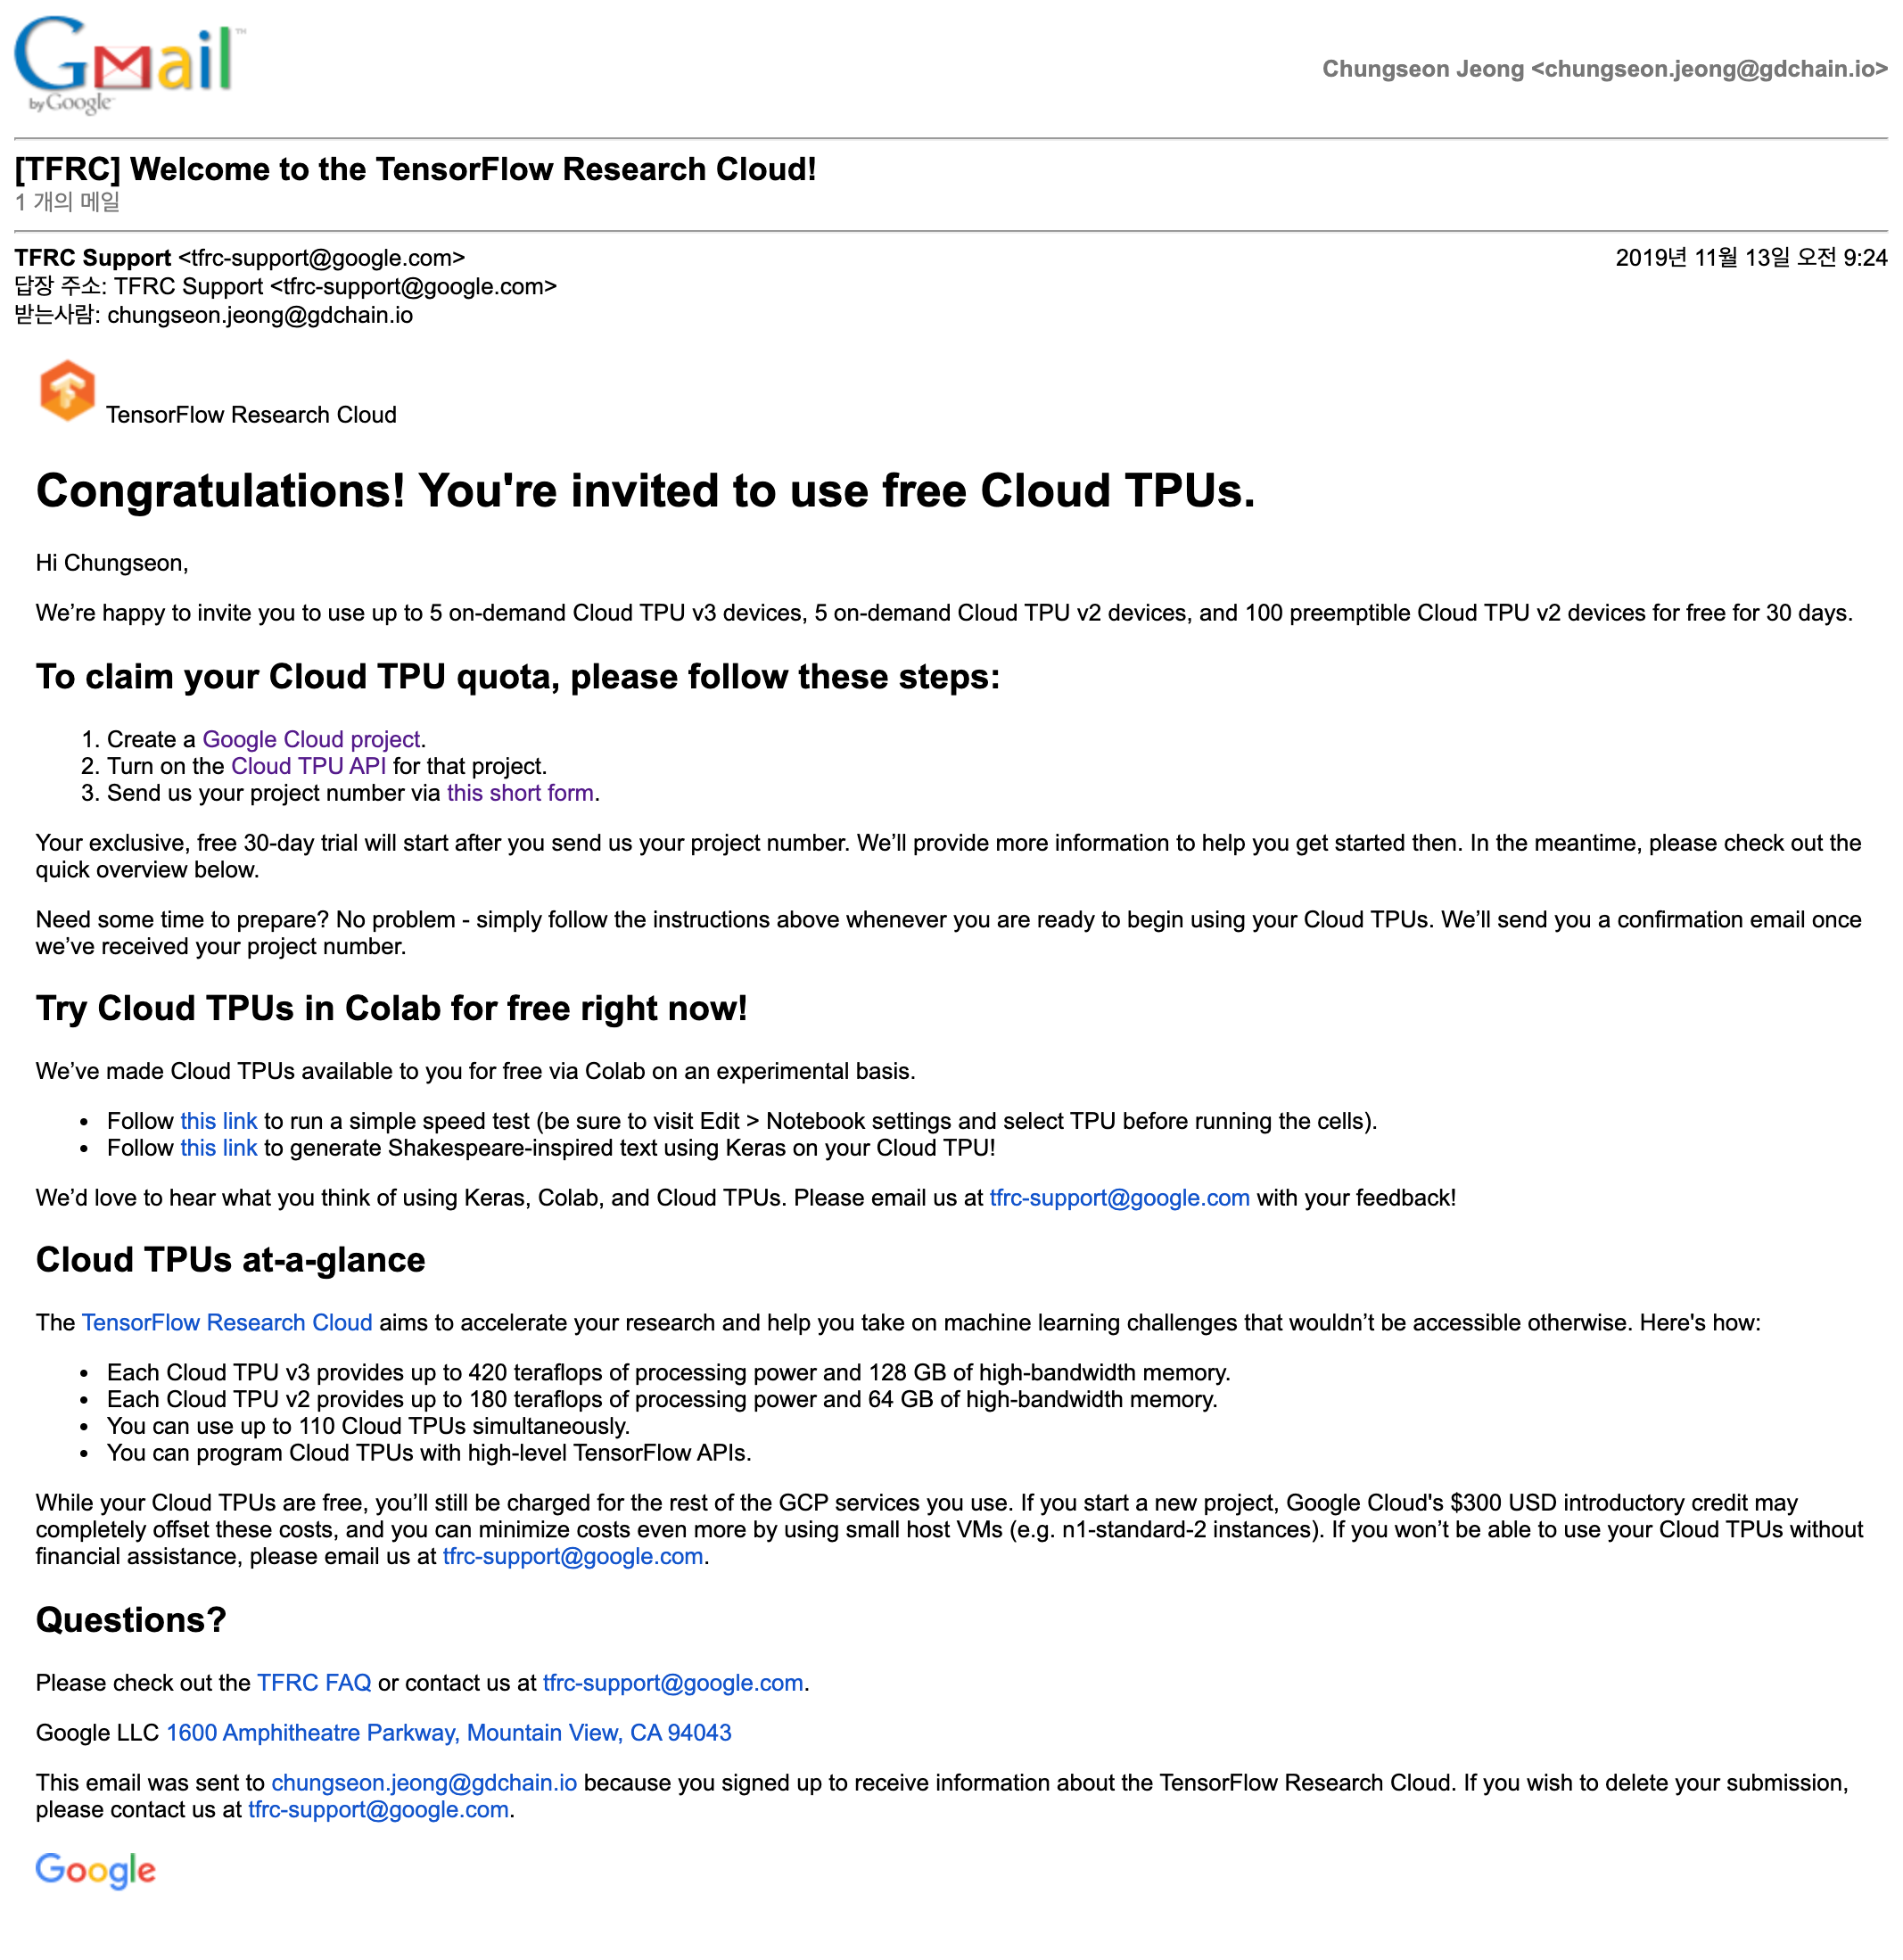 Gmail™
by Google
Chungseon Jeong <chungseon.jeong@gdchain.io>
[TFRC] Welcome to the TensorFlow Research Cloud!
1 개의 메일
TFRC Support <tfrc-support@google.com>
2019년 11월 13일 오전 9:24
답장 주소: TFRC Support <tfrc-support@google.com>
받는사람: chungseon.jeong@gdchain.io
TensorFlow Research Cloud
Congratulations! You're invited to use free Cloud TPUs.
Hi Chungseon,
We’re happy to invite you to use up to 5 on-demand Cloud TPU v3 devices, 5 on-demand Cloud TPU v2 devices, and 100 preemptible Cloud TPU v2 devices for free for 30 days.
To claim your Cloud TPU quota, please follow these steps:
1. Create a Google Cloud project.
2. Turn on the Cloud TPU API for that project.
3. Send us your project number via this short form.
Your exclusive, free 30-day trial will start after you send us your project number. We’ll provide more information to help you get started then. In the meantime, please check out the
quick overview below.
Need some time to prepare? No problem - simply follow the instructions above whenever you are ready to begin using your Cloud TPUs. We’ll send you a confirmation email once
we’ve received your project number.
Try Cloud TPUs in Colab for free right now!
We’ve made Cloud TPUs available to you for free via Colab on an experimental basis.
• Follow this link to run a simple speed test (be sure to visit Edit > Notebook settings and select TPU before running the cells).
• Follow this link to generate Shakespeare-inspired text using Keras on your Cloud TPU!
We’d love to hear what you think of using Keras, Colab, and Cloud TPUs. Please email us at tfrc-support@google.com with your feedback!
Cloud TPUs at-a-glance
The TensorFlow Research Cloud aims to accelerate your research and help you take on machine learning challenges that wouldn’t be accessible otherwise. Here's how:
• Each Cloud TPU v3 provides up to 420 teraflops of processing power and 128 GB of high-bandwidth memory.
• Each Cloud TPU v2 provides up to 180 teraflops of processing power and 64 GB of high-bandwidth memory.
• You can use up to 110 Cloud TPUs simultaneously.
• You can program Cloud TPUs with high-level TensorFlow APIs.
While your Cloud TPUs are free, you’ll still be charged for the rest of the GCP services you use. If you start a new project, Google Cloud's $300 USD introductory credit may
completely offset these costs, and you can minimize costs even more by using small host VMs (e.g. n1-standard-2 instances). If you won’t be able to use your Cloud TPUs without
financial assistance, please email us at tfrc-support@google.com.
Questions?
Please check out the TFRC FAQ or contact us at tfrc-support@google.com.
Google LLC 1600 Amphitheatre Parkway, Mountain View, CA 94043
This email was sent to chungseon.jeong@gdchain.io because you signed up to receive information about the TensorFlow Research Cloud. If you wish to delete your submission,
please contact us at tfrc-support@google.com.
Google